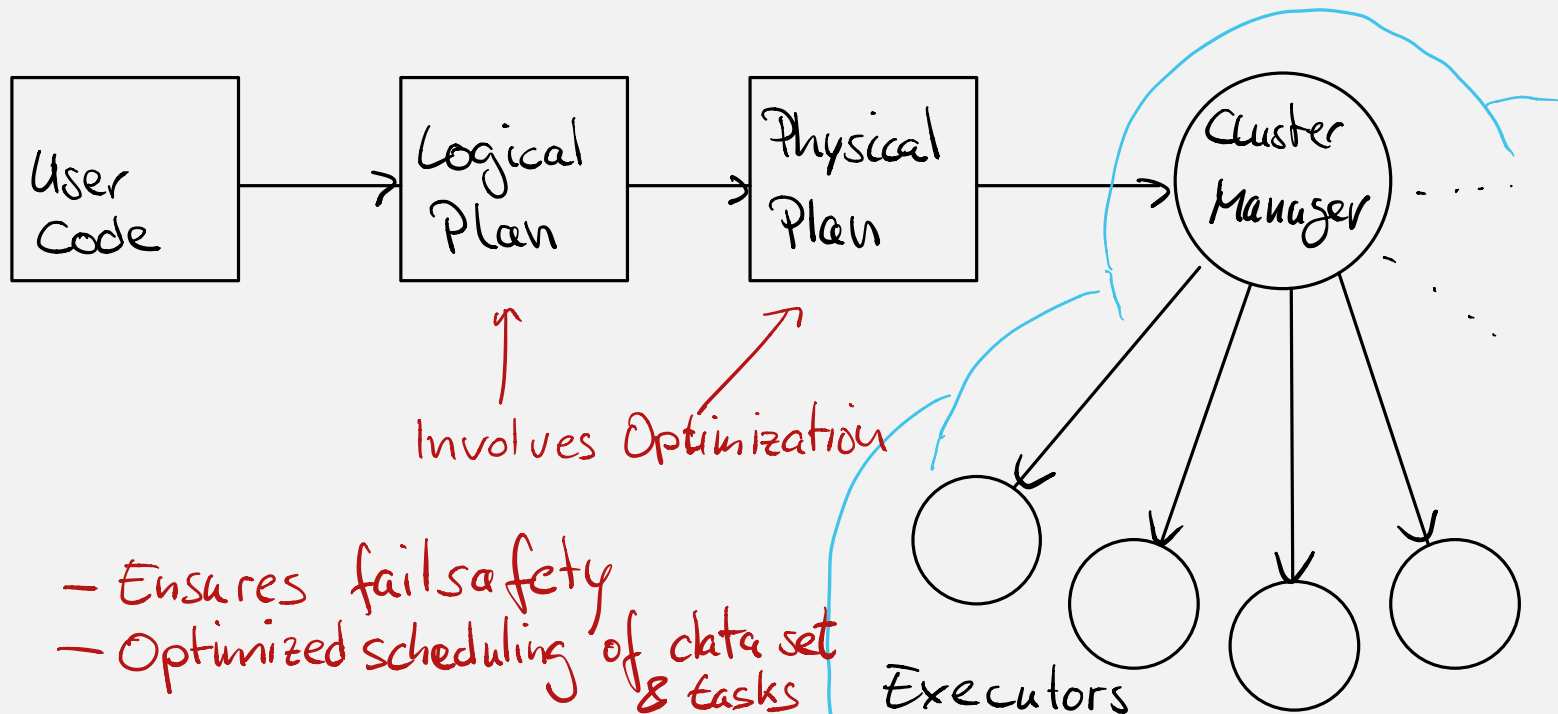 User
Code
Logical
Plan
Physical
Plan
Cluster
Manager
Involves Optimization
- Ensures failsafety
- Optimized scheduling of data set
& tasks
Executors